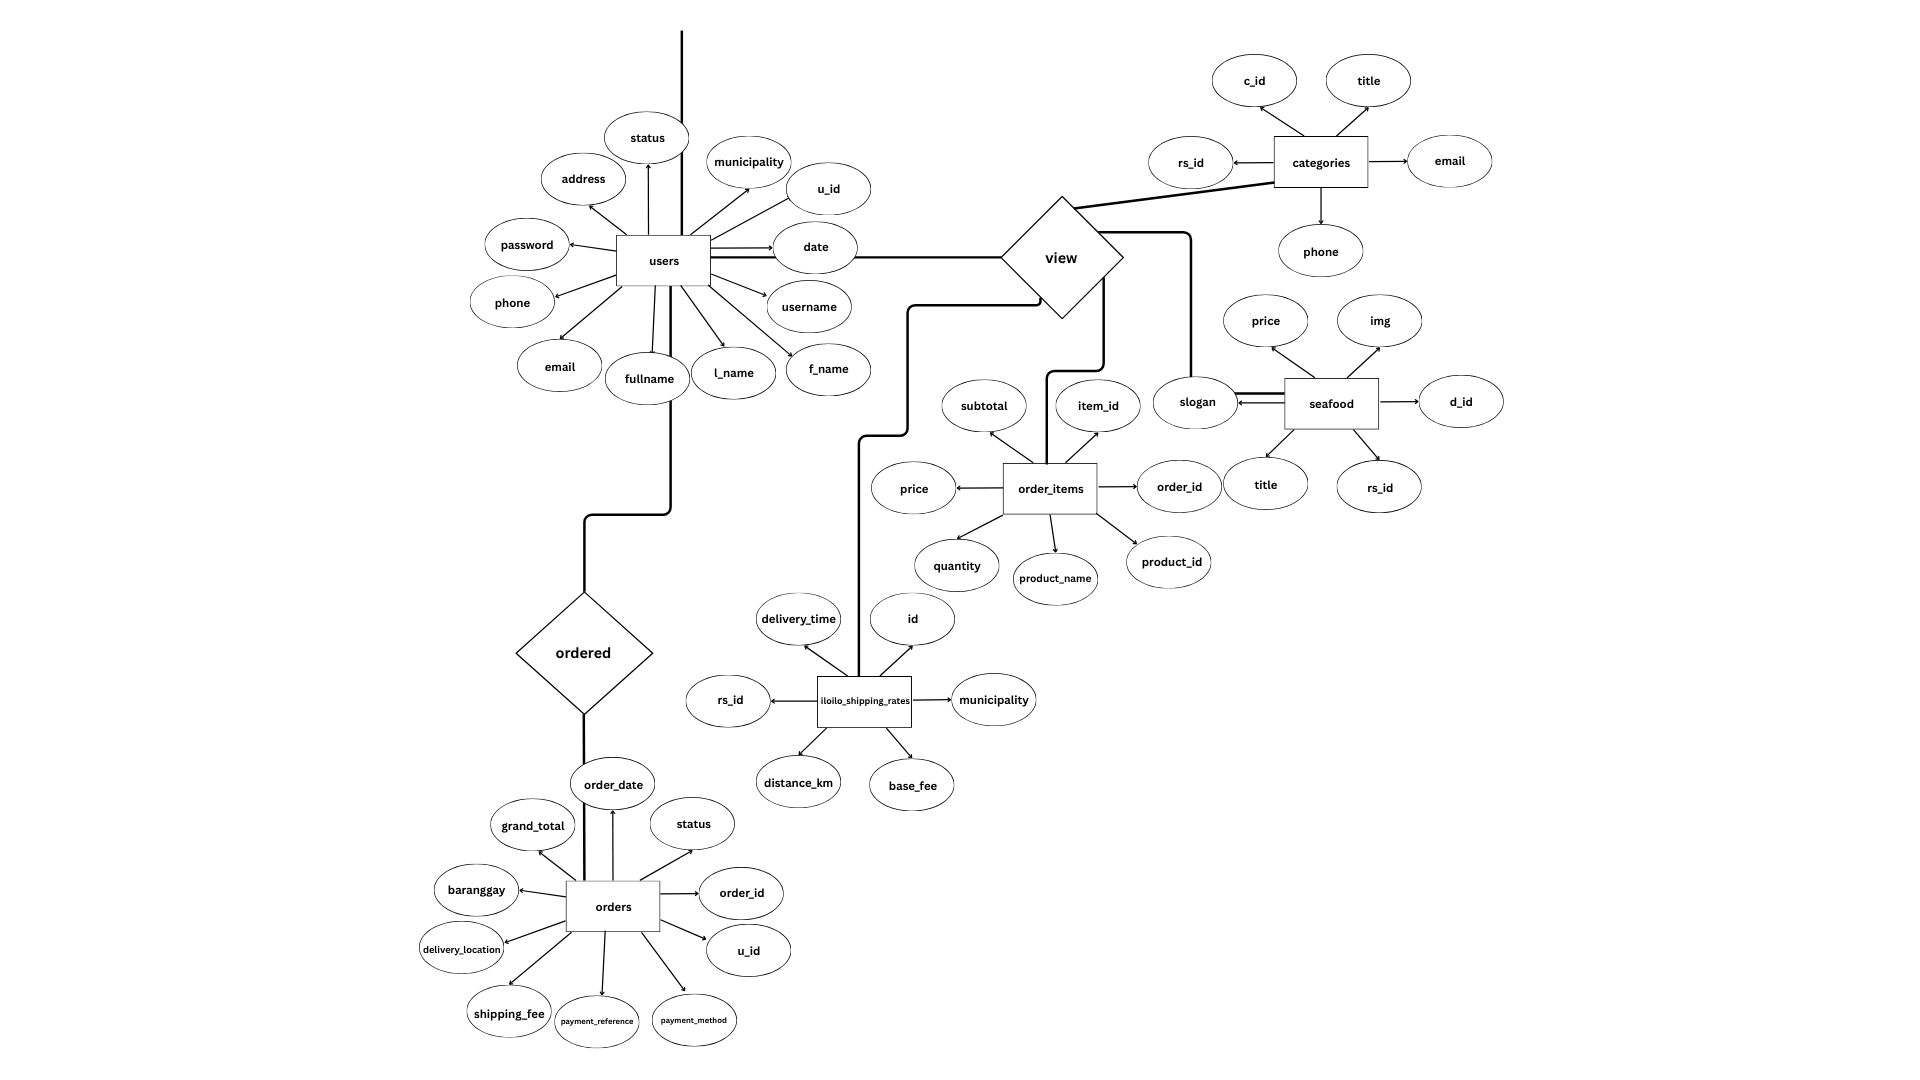 c_id
title
status
municipality
rs_id
categories
email
address
u_id
password
users
date
view
phone
phone
username
price
img
email
fullname
l_name
f_name
subtotal
item_id
slogan
seafood
d_id
price
order_items
order_id
title
rs_id
quantity
product_name
product_id
delivery_time
id
ordered
rs_id
iloilo_shipping_rates
municipality
order_date
distance_km
base_fee
grand_total
status
baranggay
orders
order_id
delivery_location
u_id
shipping_fee
payment_reference
payment_method